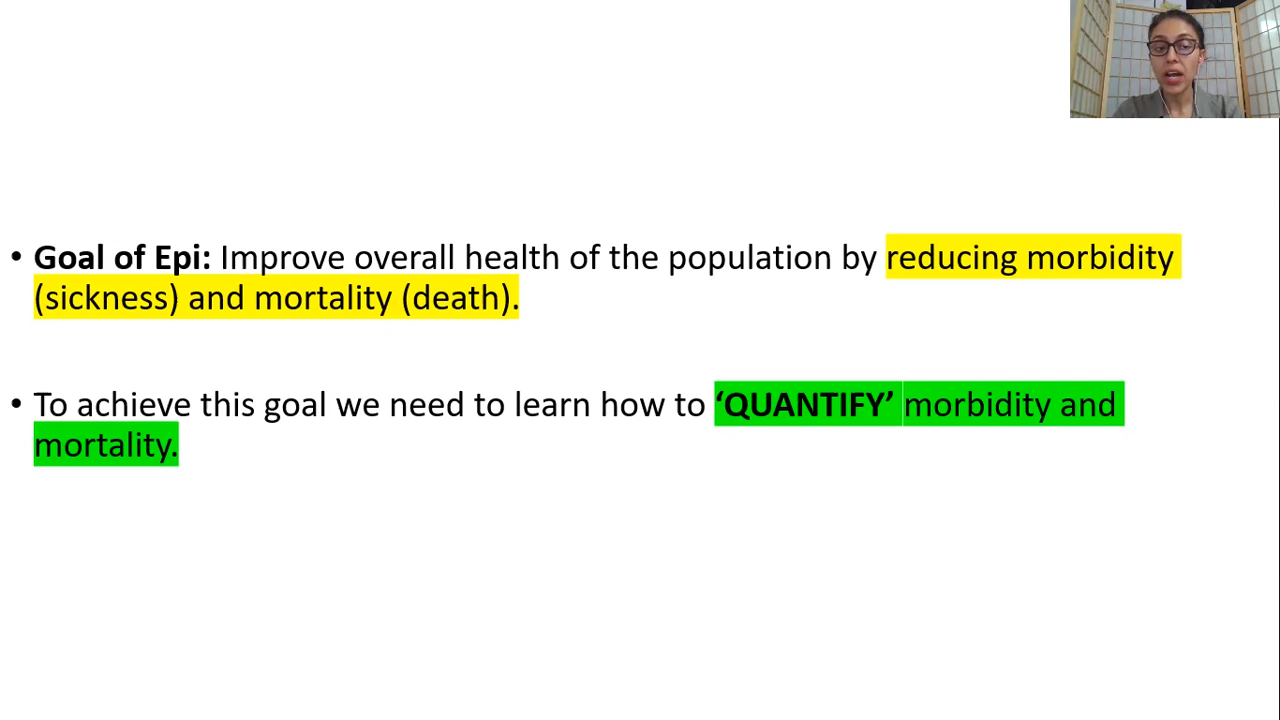 • Goal of Epi: Improve overall health of the population by reducing morbidity
(sickness) and mortality (death).
• To achieve this goal we need to learn how to ‘QUANTIFY’ morbidity and
mortality.